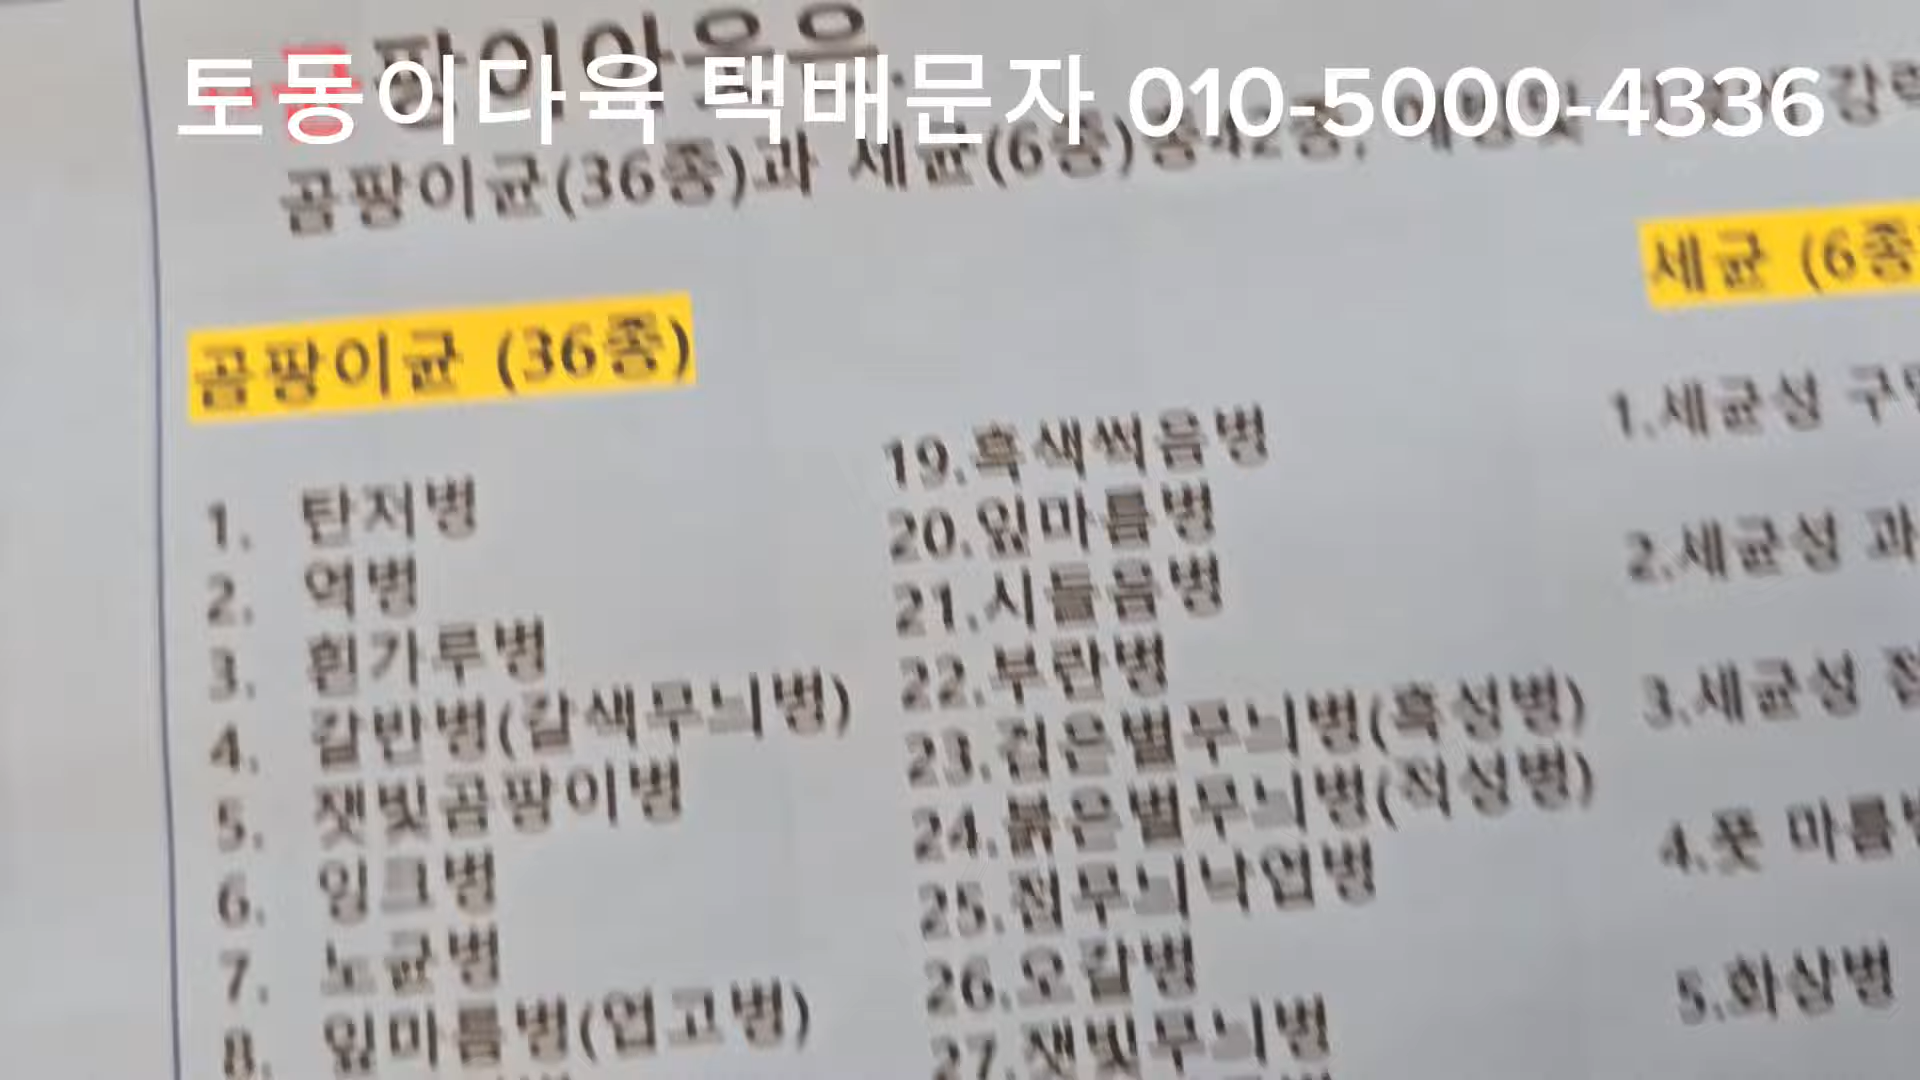 토동이다육 택배문자 010-5000-4336
곰팡이균(36종)과 세균(6종)
곰팡이균 (36종)
1. 탄저병
2. 역병
3. 흰가루병
4. 갈반병(갈색무늬병)
5. 잿빛곰팡이병
6. 잉크병
7. 노균병
8. 잎마름병(엽고병)
19.흑색썩음병
20.잎마름병
21.시들음병
22.부란병
23.검은별무늬병(흑성병)
24.붉은별무늬병(적성병)
25.점무늬낙엽병
26.오갈병
27.잿빛무늬병
세균 (6종
1.세균성
2.세균성 과
3.세균성
4.풋 마름병
5.화상병